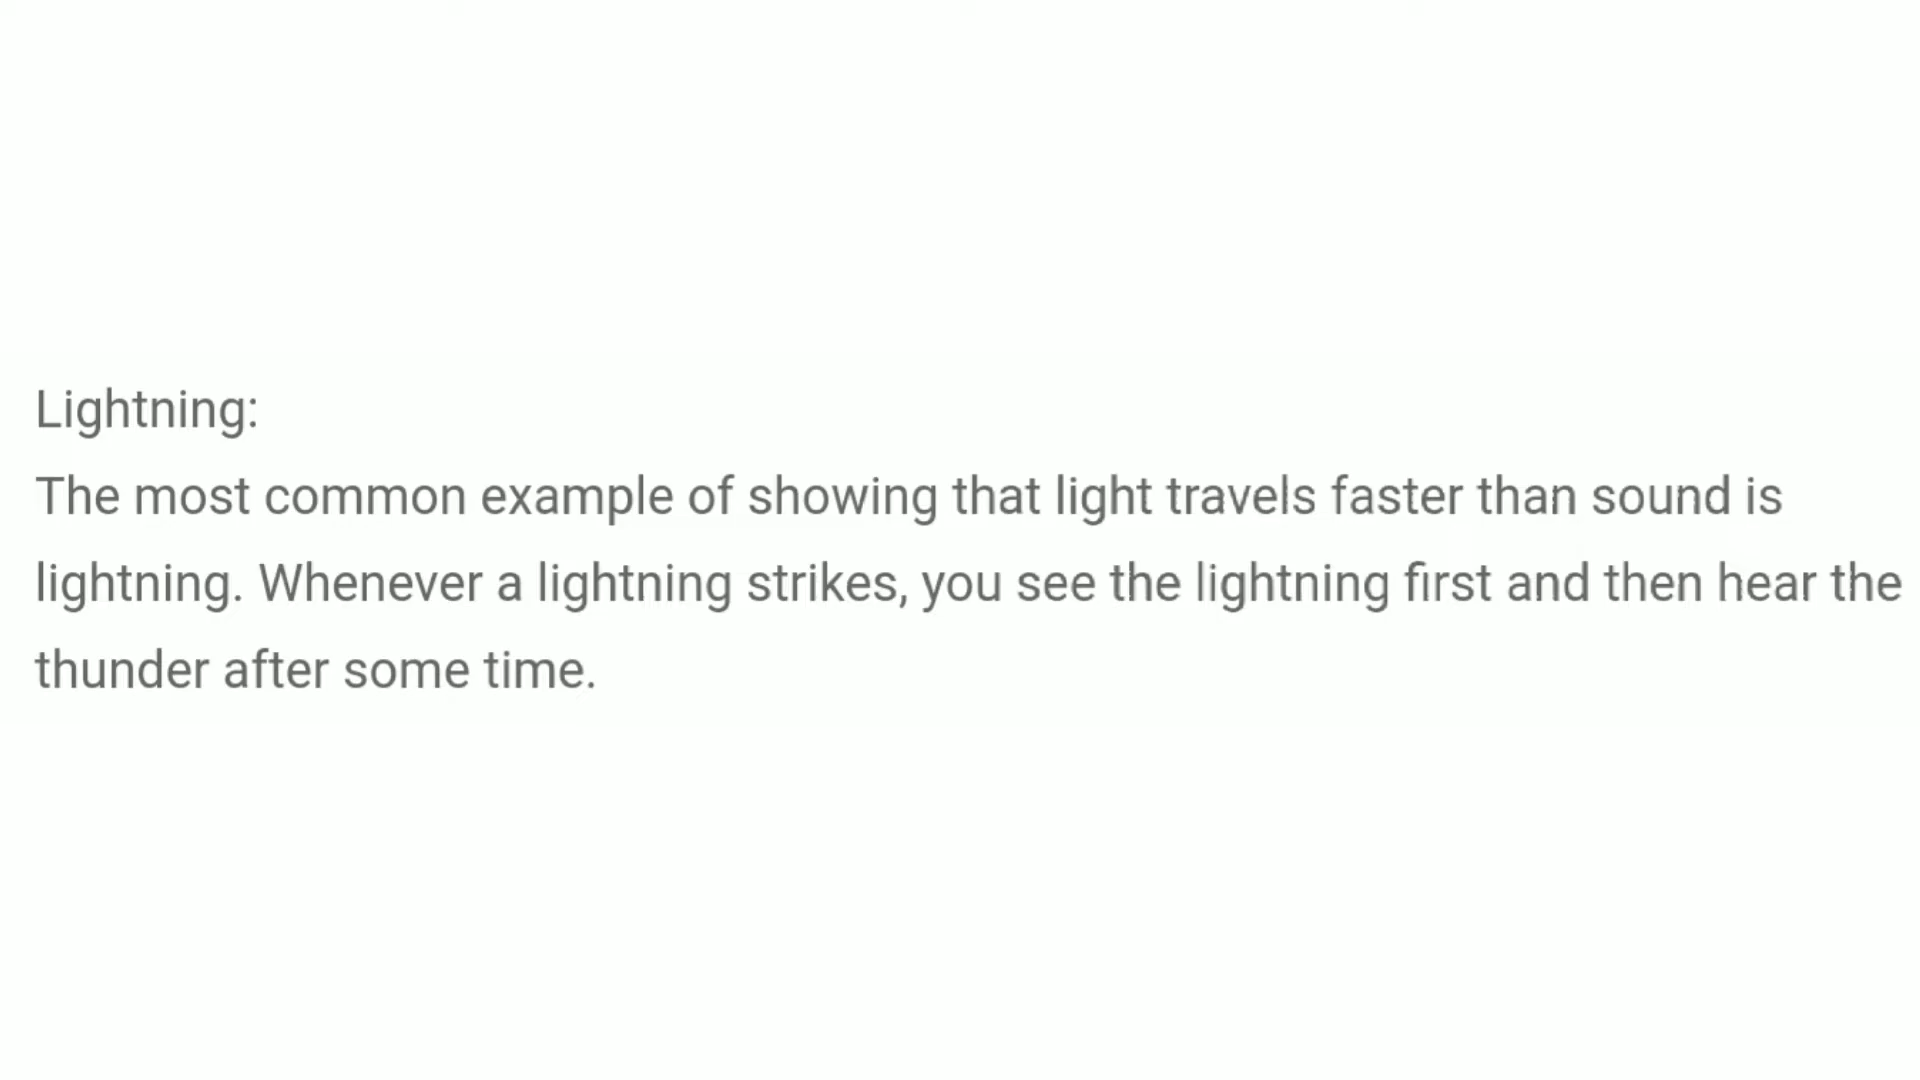 Lightning:
The most common example of showing that light travels faster than sound is
lightning. Whenever a lightning strikes, you see the lightning first and then hear the
thunder after some time.